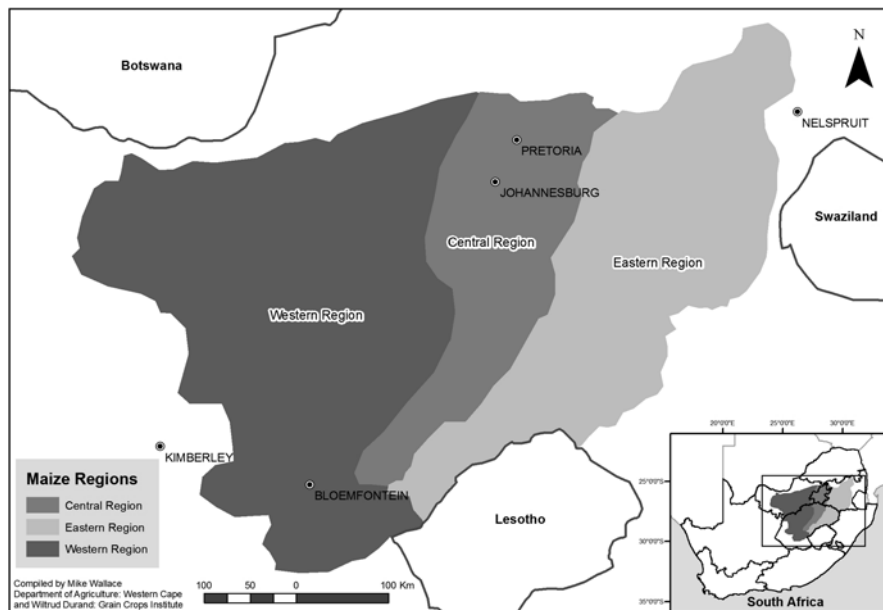 Botswana
N
NELSPRUIT
PRETORIA
JOHANNESBURG
Swaziland
Central Region
Eastern Region
Western Region
KIMBERLEY
BLOEMFONTEIN
Lesotho
Maize Regions
Central Region
Eastern Region
Western Region
Compiled by Mike Wallace
Department of Agriculture: Western Cape
and Wiltrud Durand: Grain Crops Institute
100 50 0 100 Km
20°0'0"E 25°0'0"E 30°0'0"E
25°0'0"S
30°0'0"S
35°0'0"S
South Africa